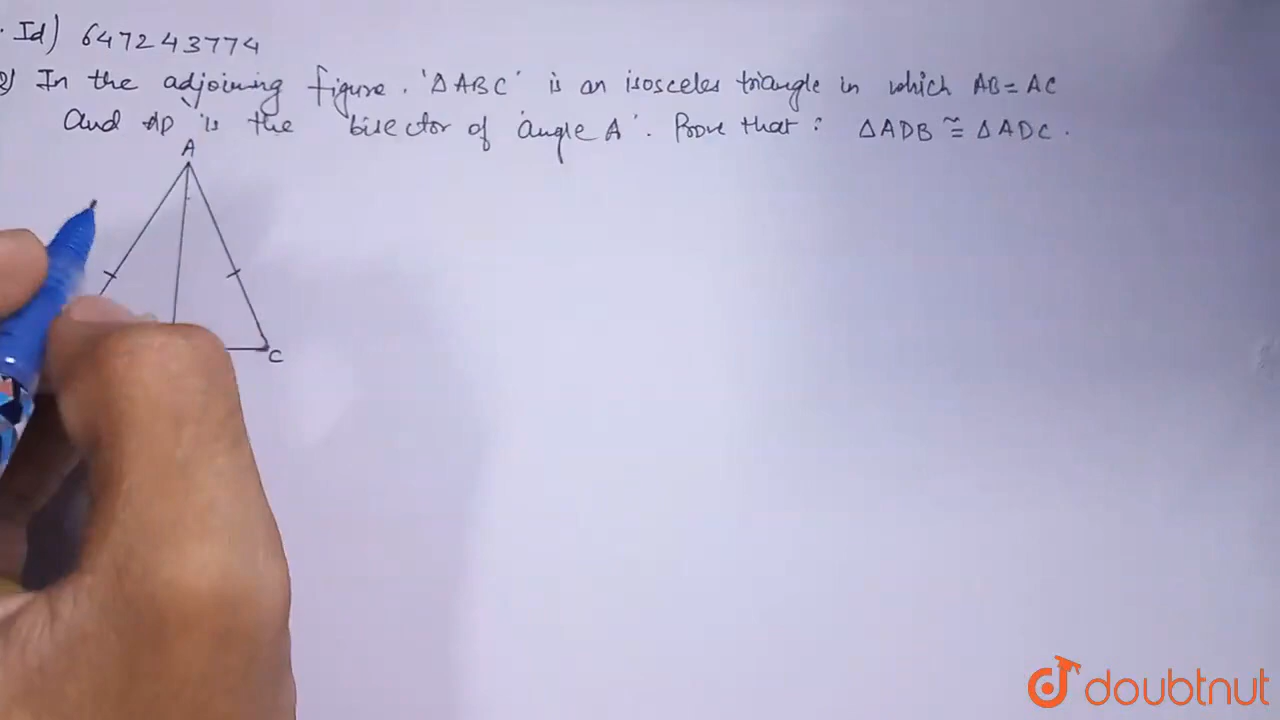 . Id) 647243774
Q) In the adjoining figure. 'ΔABC' is an isosceles triangle in which AB = AC
and AD is the bisector of angle A'. Prove that : ΔADB ≅ ΔADC.
A
C
doubtnut